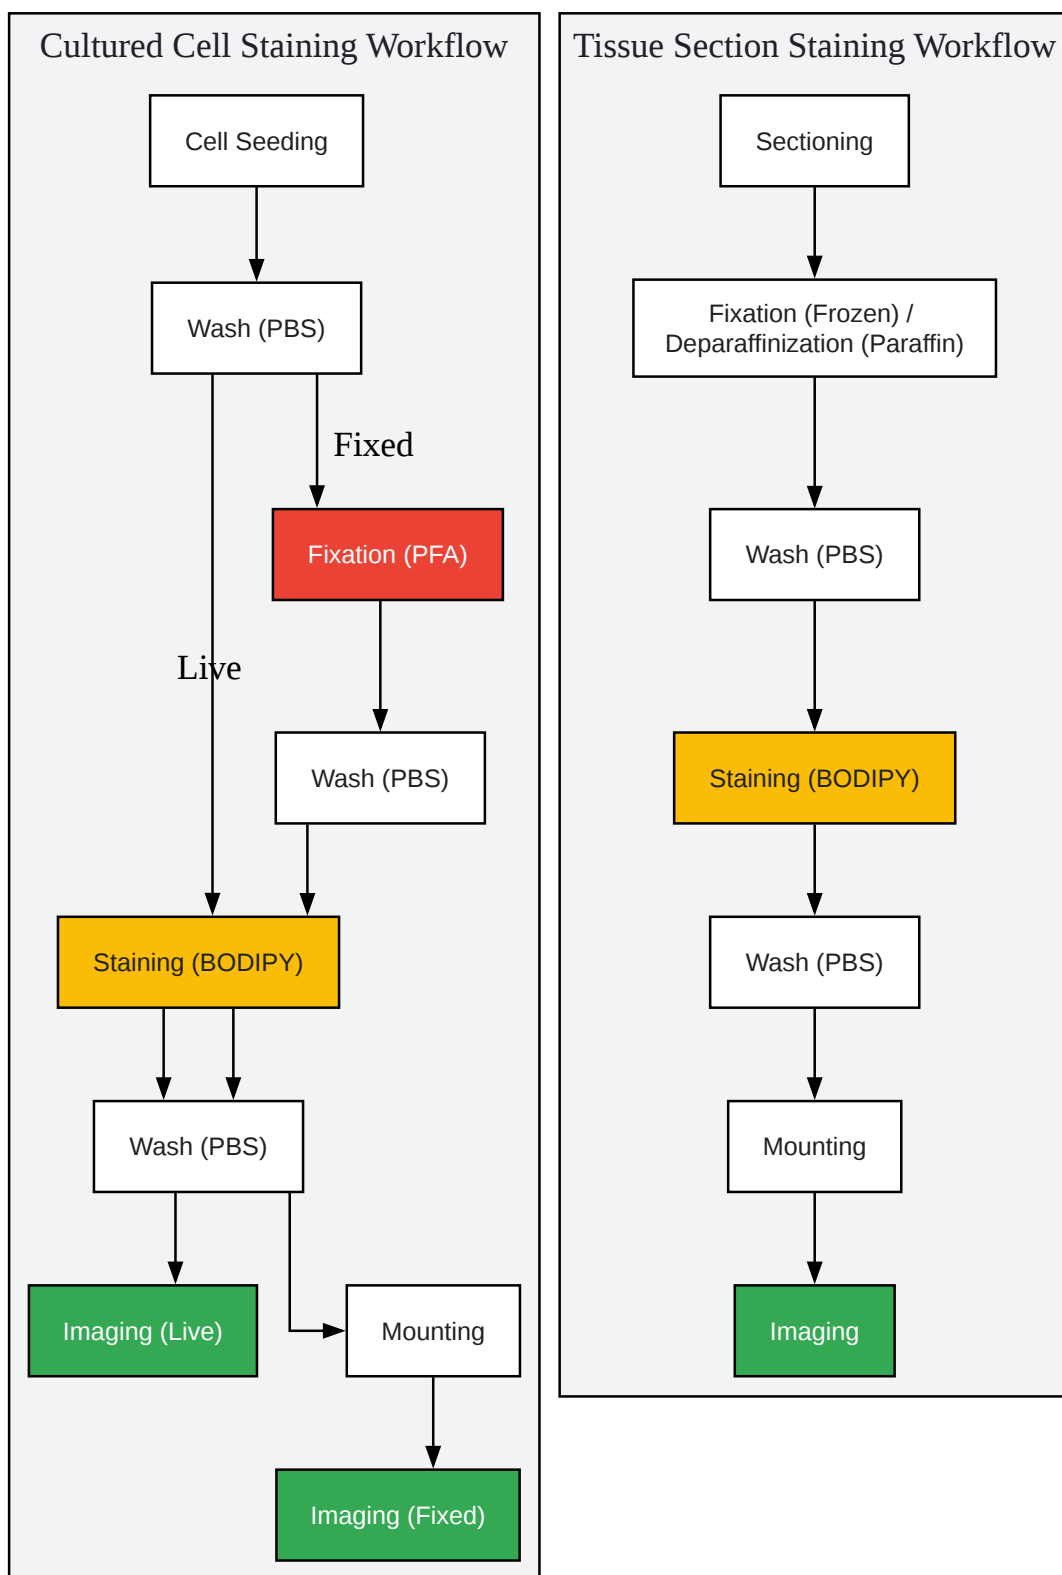 Cultured Cell Staining Workflow
Cell Seeding
Wash (PBS)
Fixed
Fixation (PFA)
Live
Wash (PBS)
Staining (BODIPY)
Wash (PBS)
Imaging (Live)
Mounting
Imaging (Fixed)
Tissue Section Staining Workflow
Sectioning
Fixation (Frozen) /
Deparaffinization (Paraffin)
Wash (PBS)
Staining (BODIPY)
Wash (PBS)
Mounting
Imaging